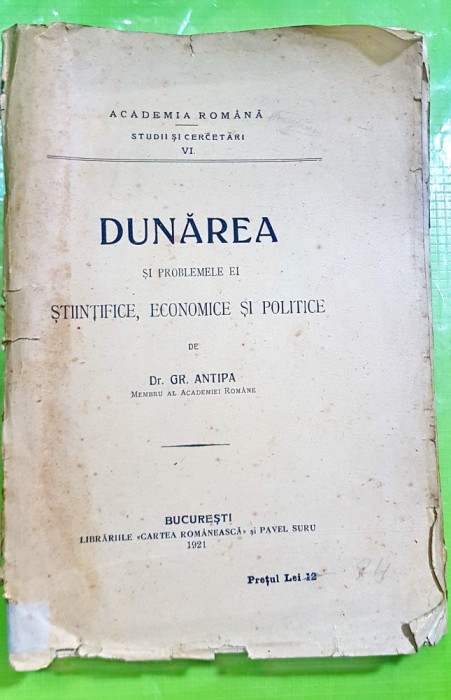 ACADEMIA ROMÂNĂ
STUDII ȘI CERCETĂRI
VI.
DUNĂREA
ȘI PROBLEMELE EI
ȘTIINȚIFICE, ECONOMICE ȘI POLITICE
DE
Dr. GR. ANTIPA
MEMBRU AL ACADEMIEI ROMÂNE
BUCUREȘTI
LIBRĂRIILE «CARTEA ROMÂNEASCĂ» și PAVEL SURU
1921
Prețul Lei 12 24